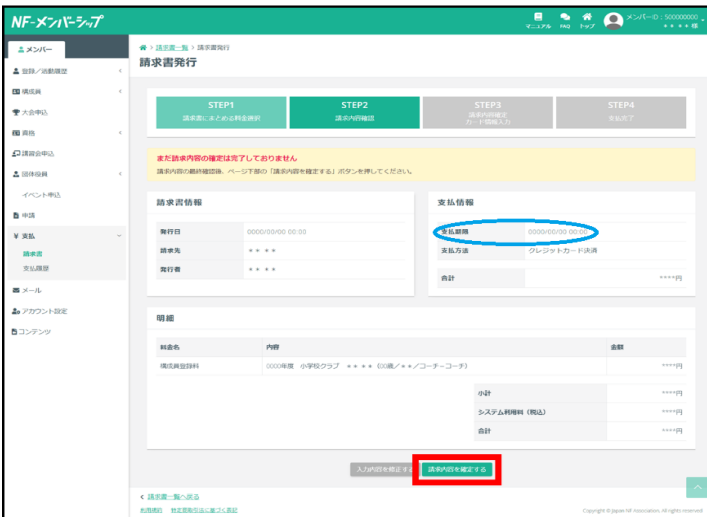 NF-メンバーシップ
マニュアル FAQ トップ メンバーID : 500000000
＊＊＊＊様
メンバー
登録／活動履歴
構成員
大会申込
資格
講習会申込
団体役員
イベント申込
申請
¥ 支払
請求書
支払履歴
メール
アカウント設定
コンテンツ
> 請求書一覧 > 請求書発行
請求書発行
STEP1
請求書にまとめる料金選択
STEP2
請求内容確認
STEP3
請求内容確定
カード情報入力
STEP4
支払完了
まだ請求内容の確定は完了しておりません
請求内容の最終確認後、ページ下部の「請求内容を確定する」ボタンを押してください。
請求書情報
発行日 0000/00/00 00:00
請求先 ＊＊ ＊＊
発行者 ＊＊ ＊＊
支払情報
支払期限 0000/00/00 00:00
支払方法 クレジットカード決済
合計 ****円
明細
料金名 内容 金額
構成員登録料 0000年度 小学校クラブ ＊＊ ＊＊（00歳／＊＊／コーチ-コーチ） ****円
小計 ****円
システム利用料（税込） ****円
合計 ****円
入力内容を修正する 請求内容を確定する
< 請求書一覧へ戻る
利用規約 特定商取引法に基づく表記
Copyright © Japan NF Association. All rights reserved.